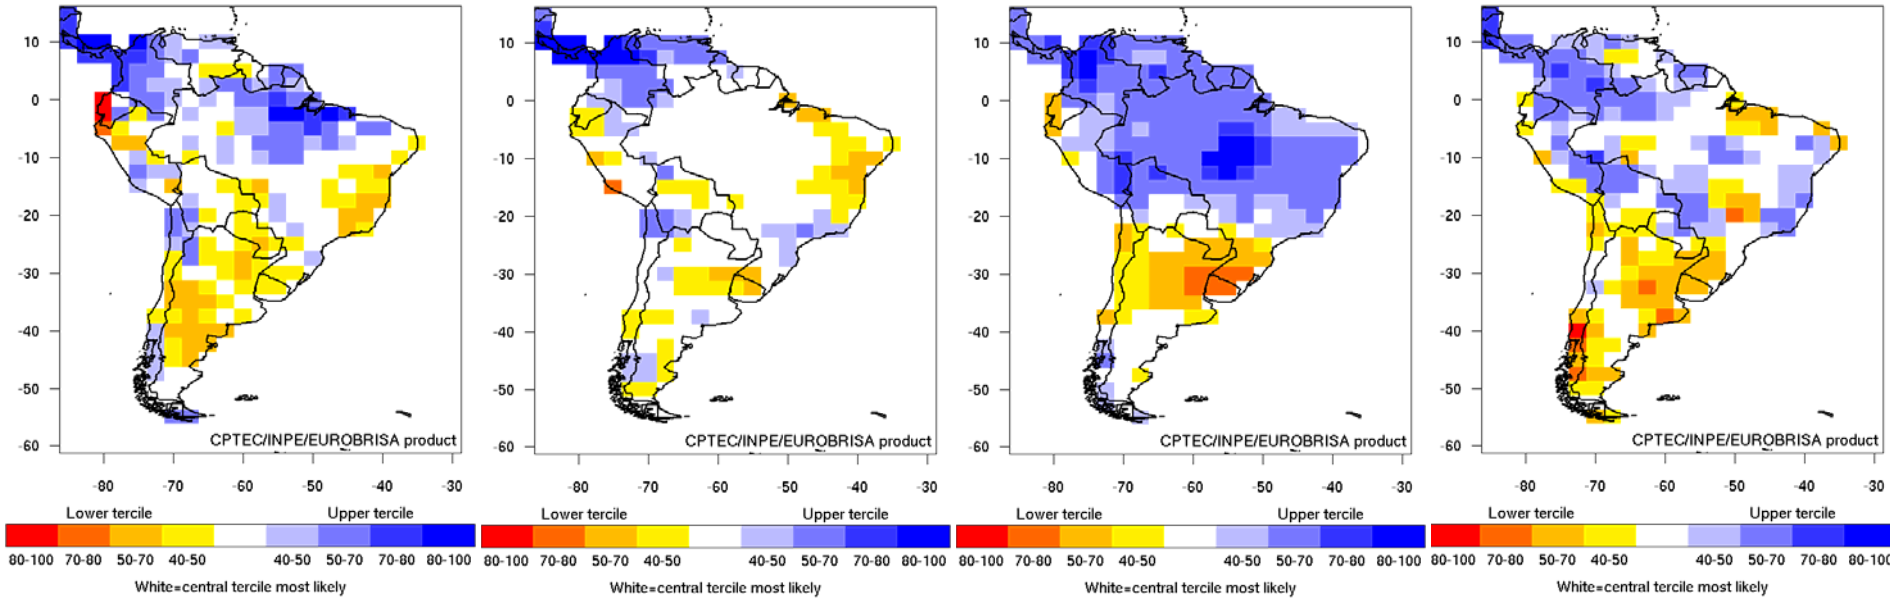 10
0
-10
-20
-30
-40
-50
-60
CPTEC/INPE/EUROBRISA product
-80 -70 -60 -50 -40 -30
Lower tercile Upper tercile
80-100 70-80 50-70 40-50 40-50 50-70 70-80 80-100
White=central tercile most likely
10
0
-10
-20
-30
-40
-50
-60
CPTEC/INPE/EUROBRISA product
-80 -70 -60 -50 -40 -30
Lower tercile Upper tercile
80-100 70-80 50-70 40-50 40-50 50-70 70-80 80-100
White=central tercile most likely
10
0
-10
-20
-30
-40
-50
-60
CPTEC/INPE/EUROBRISA product
-80 -70 -60 -50 -40 -30
Lower tercile Upper tercile
80-100 70-80 50-70 40-50 40-50 50-70 70-80 80-100
White=central tercile most likely
10
0
-10
-20
-30
-40
-50
-60
CPTEC/INPE/EUROBRISA product
-80 -70 -60 -50 -40 -30
Lower tercile Upper tercile
80-100 70-80 50-70 40-50 40-50 50-70 70-80 80-100
White=central tercile most likely